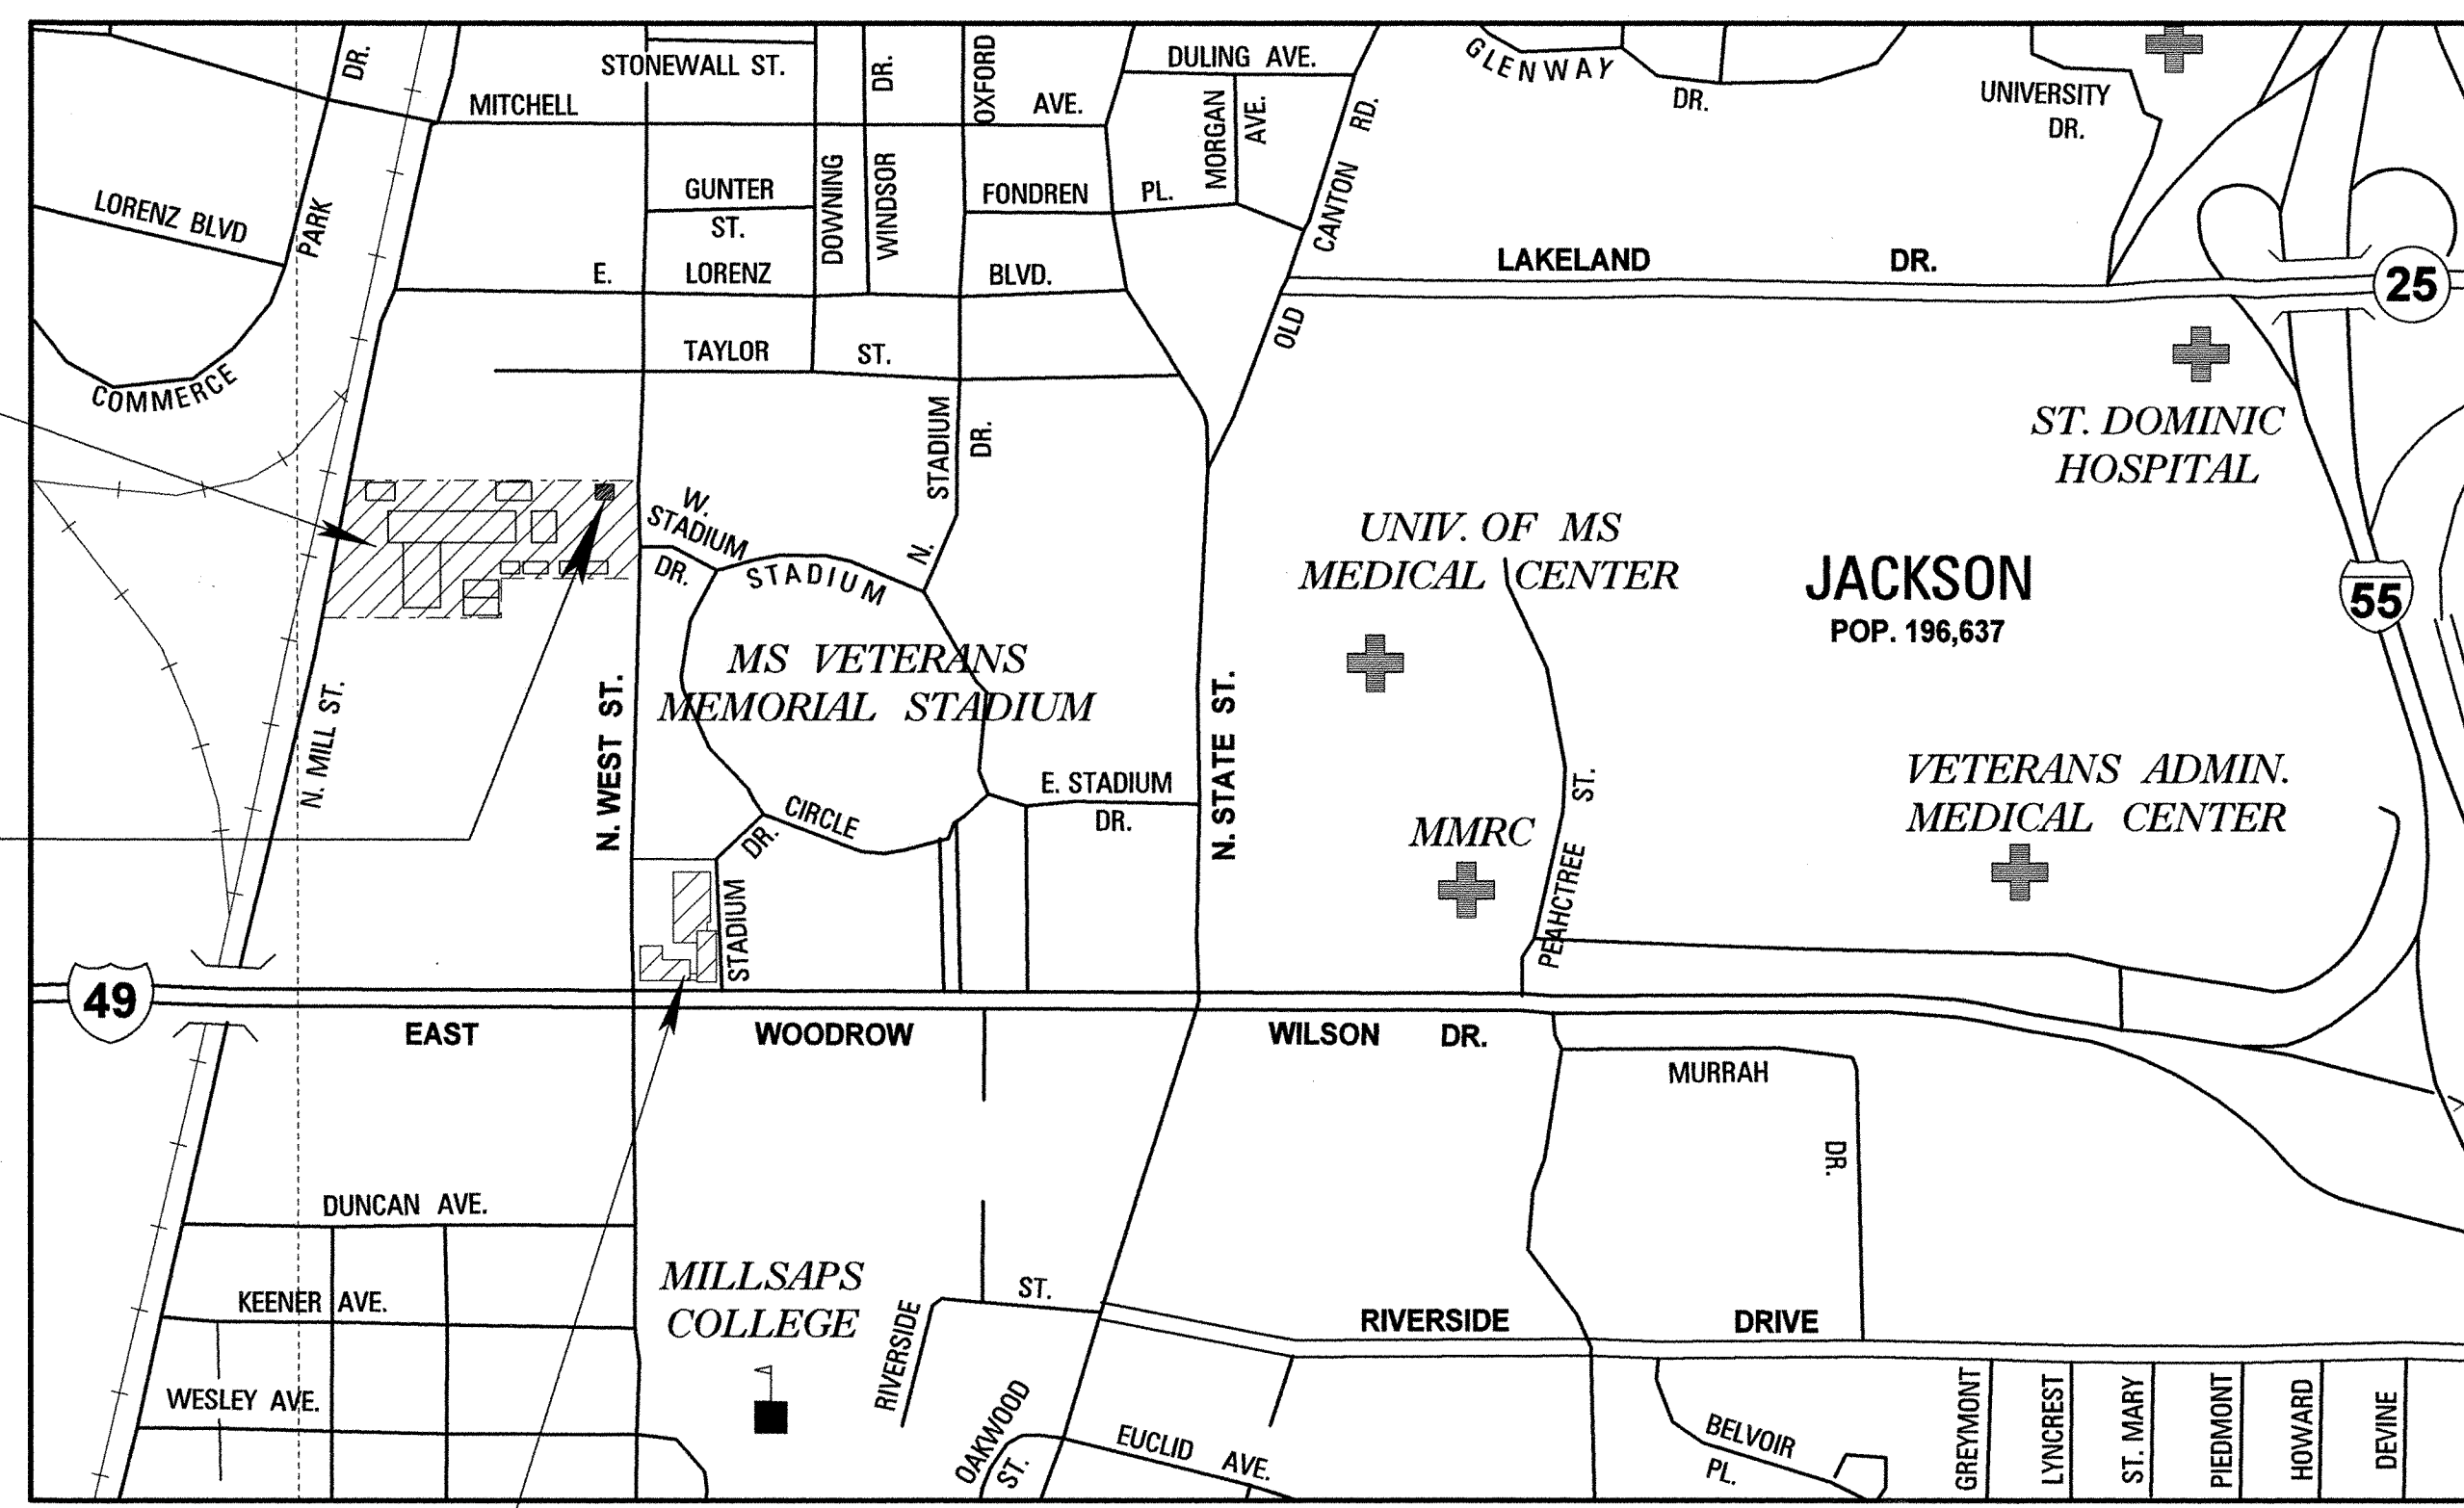 DR.
STONEWALL ST.
DR.
OXFORD
DULING AVE.
GLENWAY
DR.
UNIVERSITY
DR.
MITCHELL
AVE.
MORGAN
AVE.
RD.
CANTON
OLD
LORENZ BLVD
PARK
GUNTER
ST.
DOWNING
WINDSOR
FONDREN
PL.
E.
LORENZ
BLVD.
LAKELAND
DR.
25
COMMERCE
TAYLOR
ST.
STADIUM
DR.
N.
ST. DOMINIC
HOSPITAL
W.
STADIUM
DR.
STADIUM
UNIV. OF MS
MEDICAL CENTER
JACKSON
POP. 196,637
55
MS VETERANS
MEMORIAL STADIUM
N. MILL ST.
N. WEST ST.
N. STATE ST.
E. STADIUM
DR.
CIRCLE
DR.
STADIUM
MMRC
ST.
PEAHCTREE
VETERANS ADMIN.
MEDICAL CENTER
49
EAST
WOODROW
WILSON
DR.
MURRAH
DR.
DUNCAN AVE.
KEENER AVE.
WESLEY AVE.
MILLSAPS
COLLEGE
RIVERSIDE
ST.
RIVERSIDE
DRIVE
OAKWOOD
ST.
EUCLID AVE.
BELVOIR
PL.
GREYMONT
LYNCREST
ST. MARY
PIEDMONT
HOWARD
DEVINE